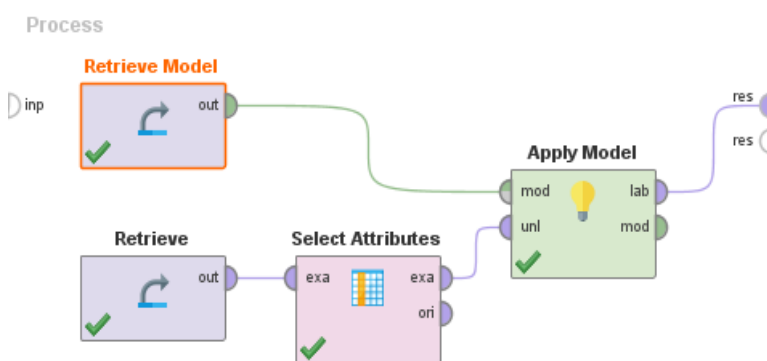 Process
Retrieve Model
inp
out
res
res
Apply Model
mod
lab
unl
mod
Retrieve
out
Select Attributes
exa
exa
ori